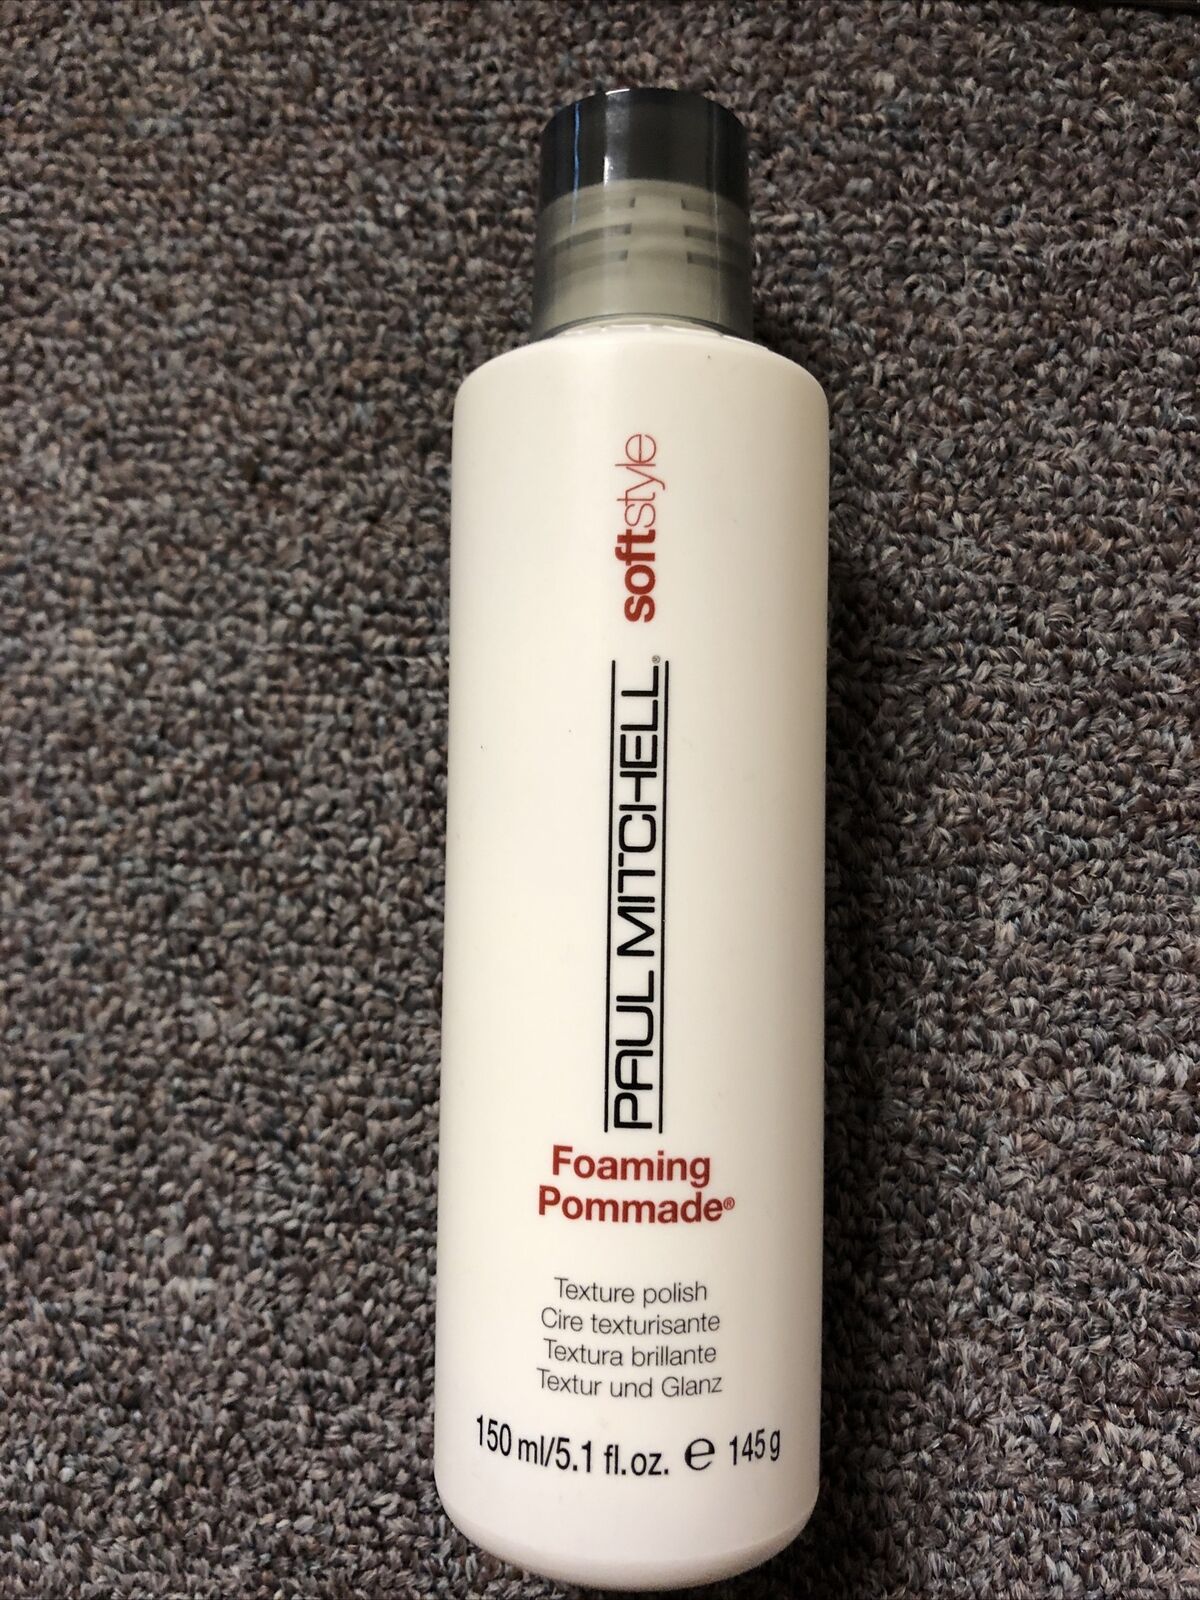 softstyle
PAUL MITCHELL®
Foaming
Pommade®
Texture polish
Cire texturisante
Textura brillante
Textur und Glanz
150 ml/5.1 fl.oz. ℮ 145 g